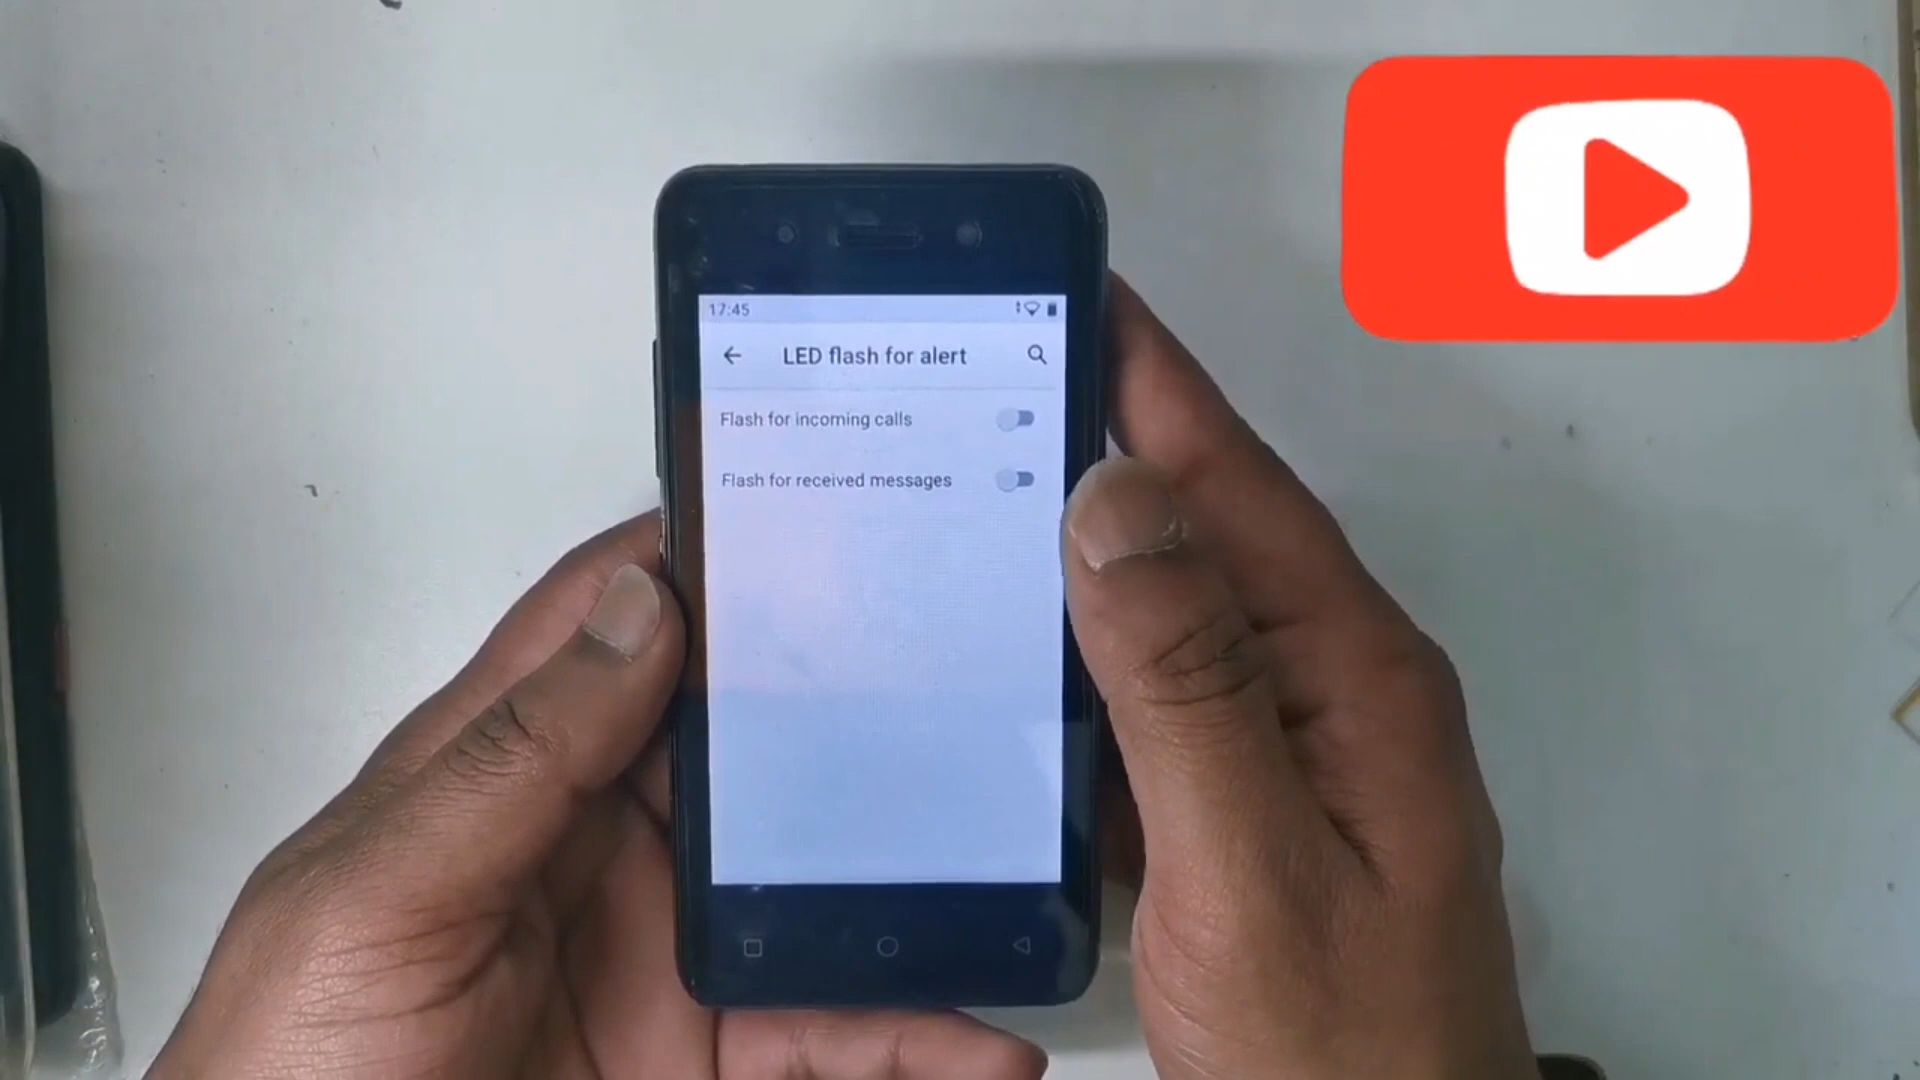 17:45
LED flash for alert
Flash for incoming calls
Flash for received messages